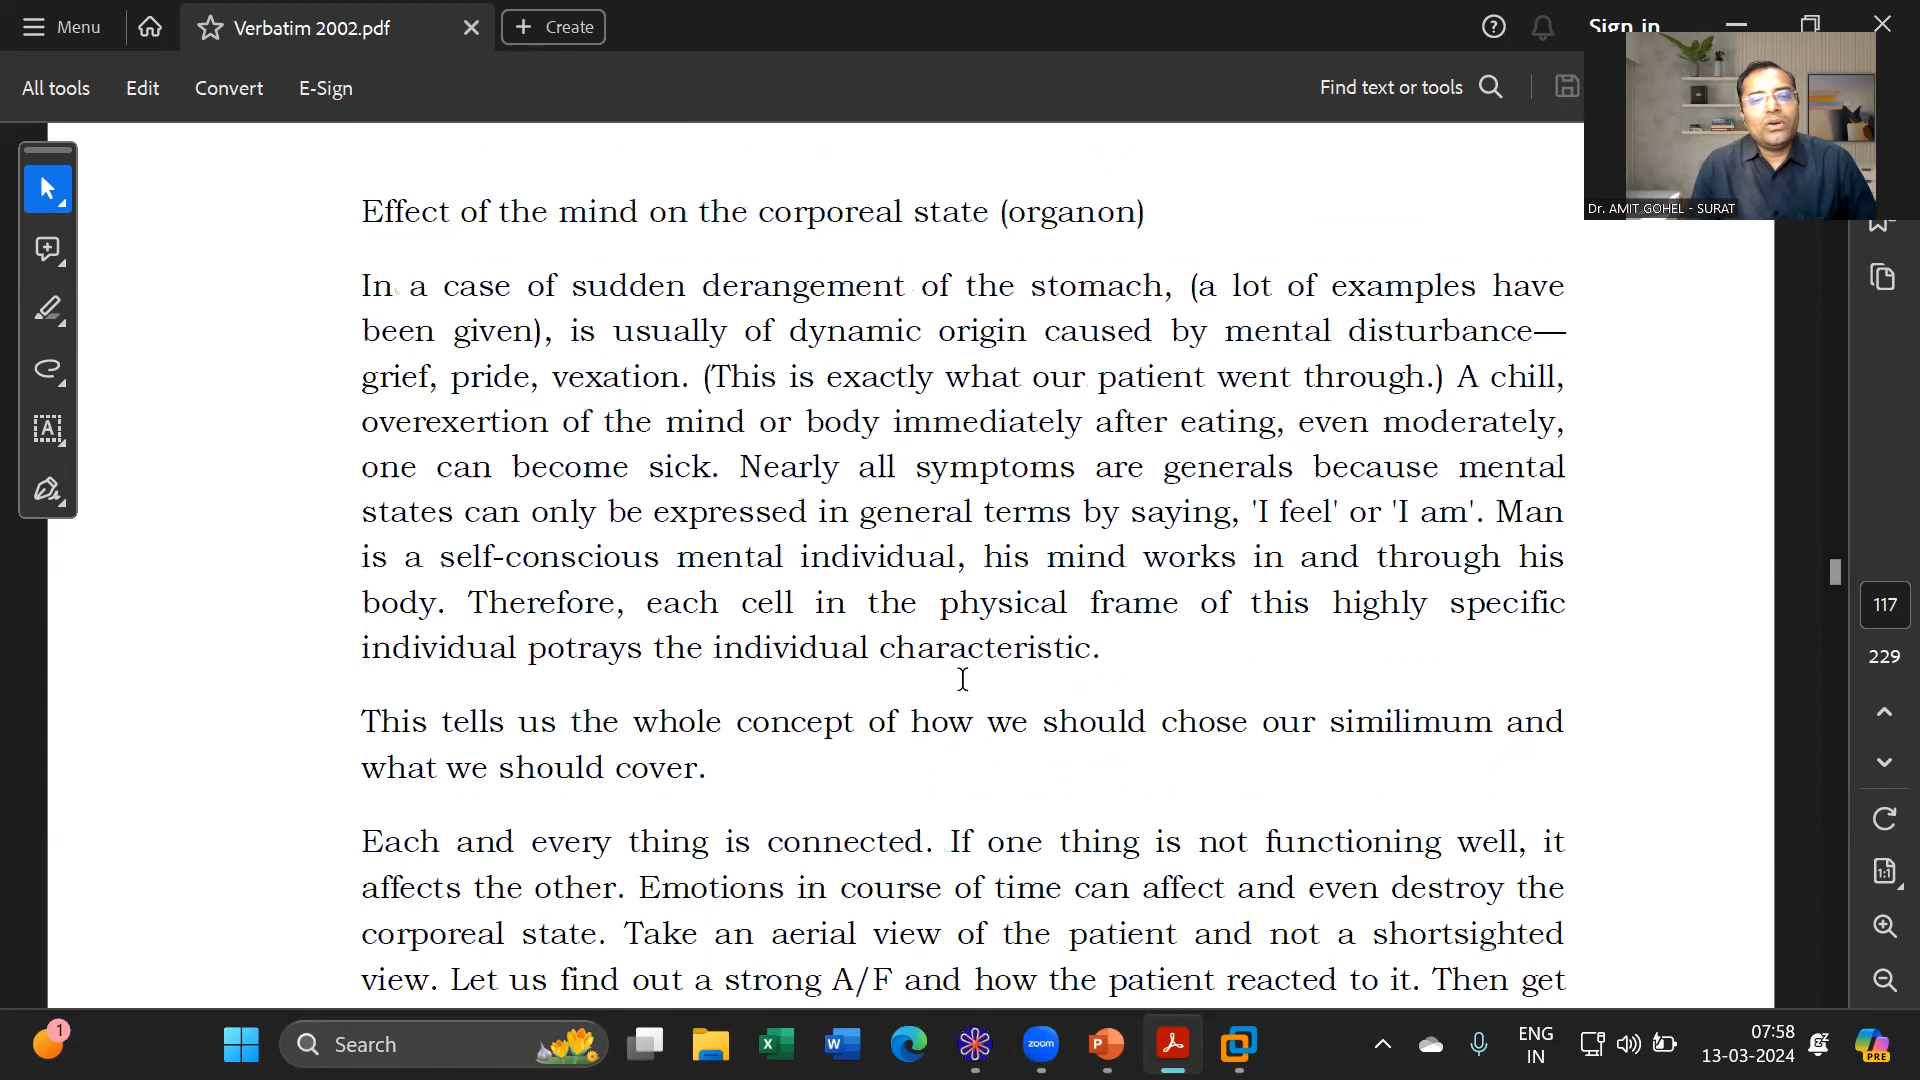 Menu
Verbatim 2002.pdf
Create
Sign in
All tools
Edit
Convert
E-Sign
Find text or tools
Dr. AMIT GOHEL - SURAT
Effect of the mind on the corporeal state (organon)
In a case of sudden derangement of the stomach, (a lot of examples have
been given), is usually of dynamic origin caused by mental disturbance—
grief, pride, vexation. (This is exactly what our patient went through.) A chill,
overexertion of the mind or body immediately after eating, even moderately,
one can become sick. Nearly all symptoms are generals because mental
states can only be expressed in general terms by saying, 'I feel' or 'I am'. Man
is a self-conscious mental individual, his mind works in and through his
body. Therefore, each cell in the physical frame of this highly specific
individual potrays the individual characteristic.
This tells us the whole concept of how we should chose our similimum and
what we should cover.
Each and every thing is connected. If one thing is not functioning well, it
affects the other. Emotions in course of time can affect and even destroy the
corporeal state. Take an aerial view of the patient and not a shortsighted
view. Let us find out a strong A/F and how the patient reacted to it. Then get
117
229
1:1
1
Search
zoom
ENG
IN
07:58
13-03-2024
PRE